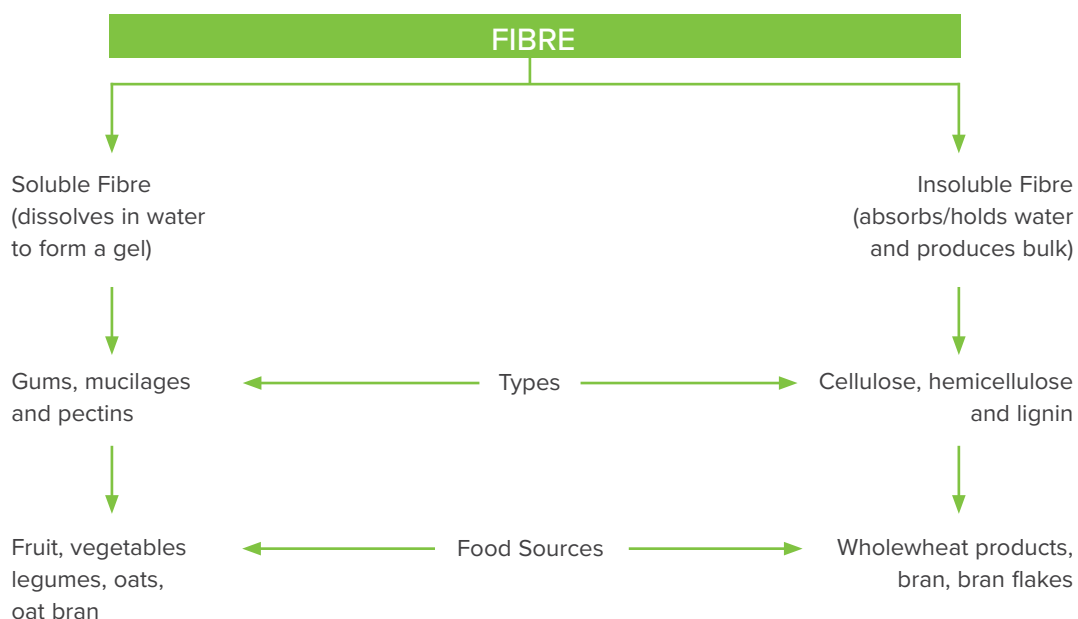 FIBRE
Soluble Fibre
(dissolves in water
to form a gel)
Insoluble Fibre
(absorbs/holds water
and produces bulk)
Gums, mucilages
and pectins
Types
Cellulose, hemicellulose
and lignin
Fruit, vegetables
legumes, oats,
oat bran
Food Sources
Wholewheat products,
bran, bran flakes